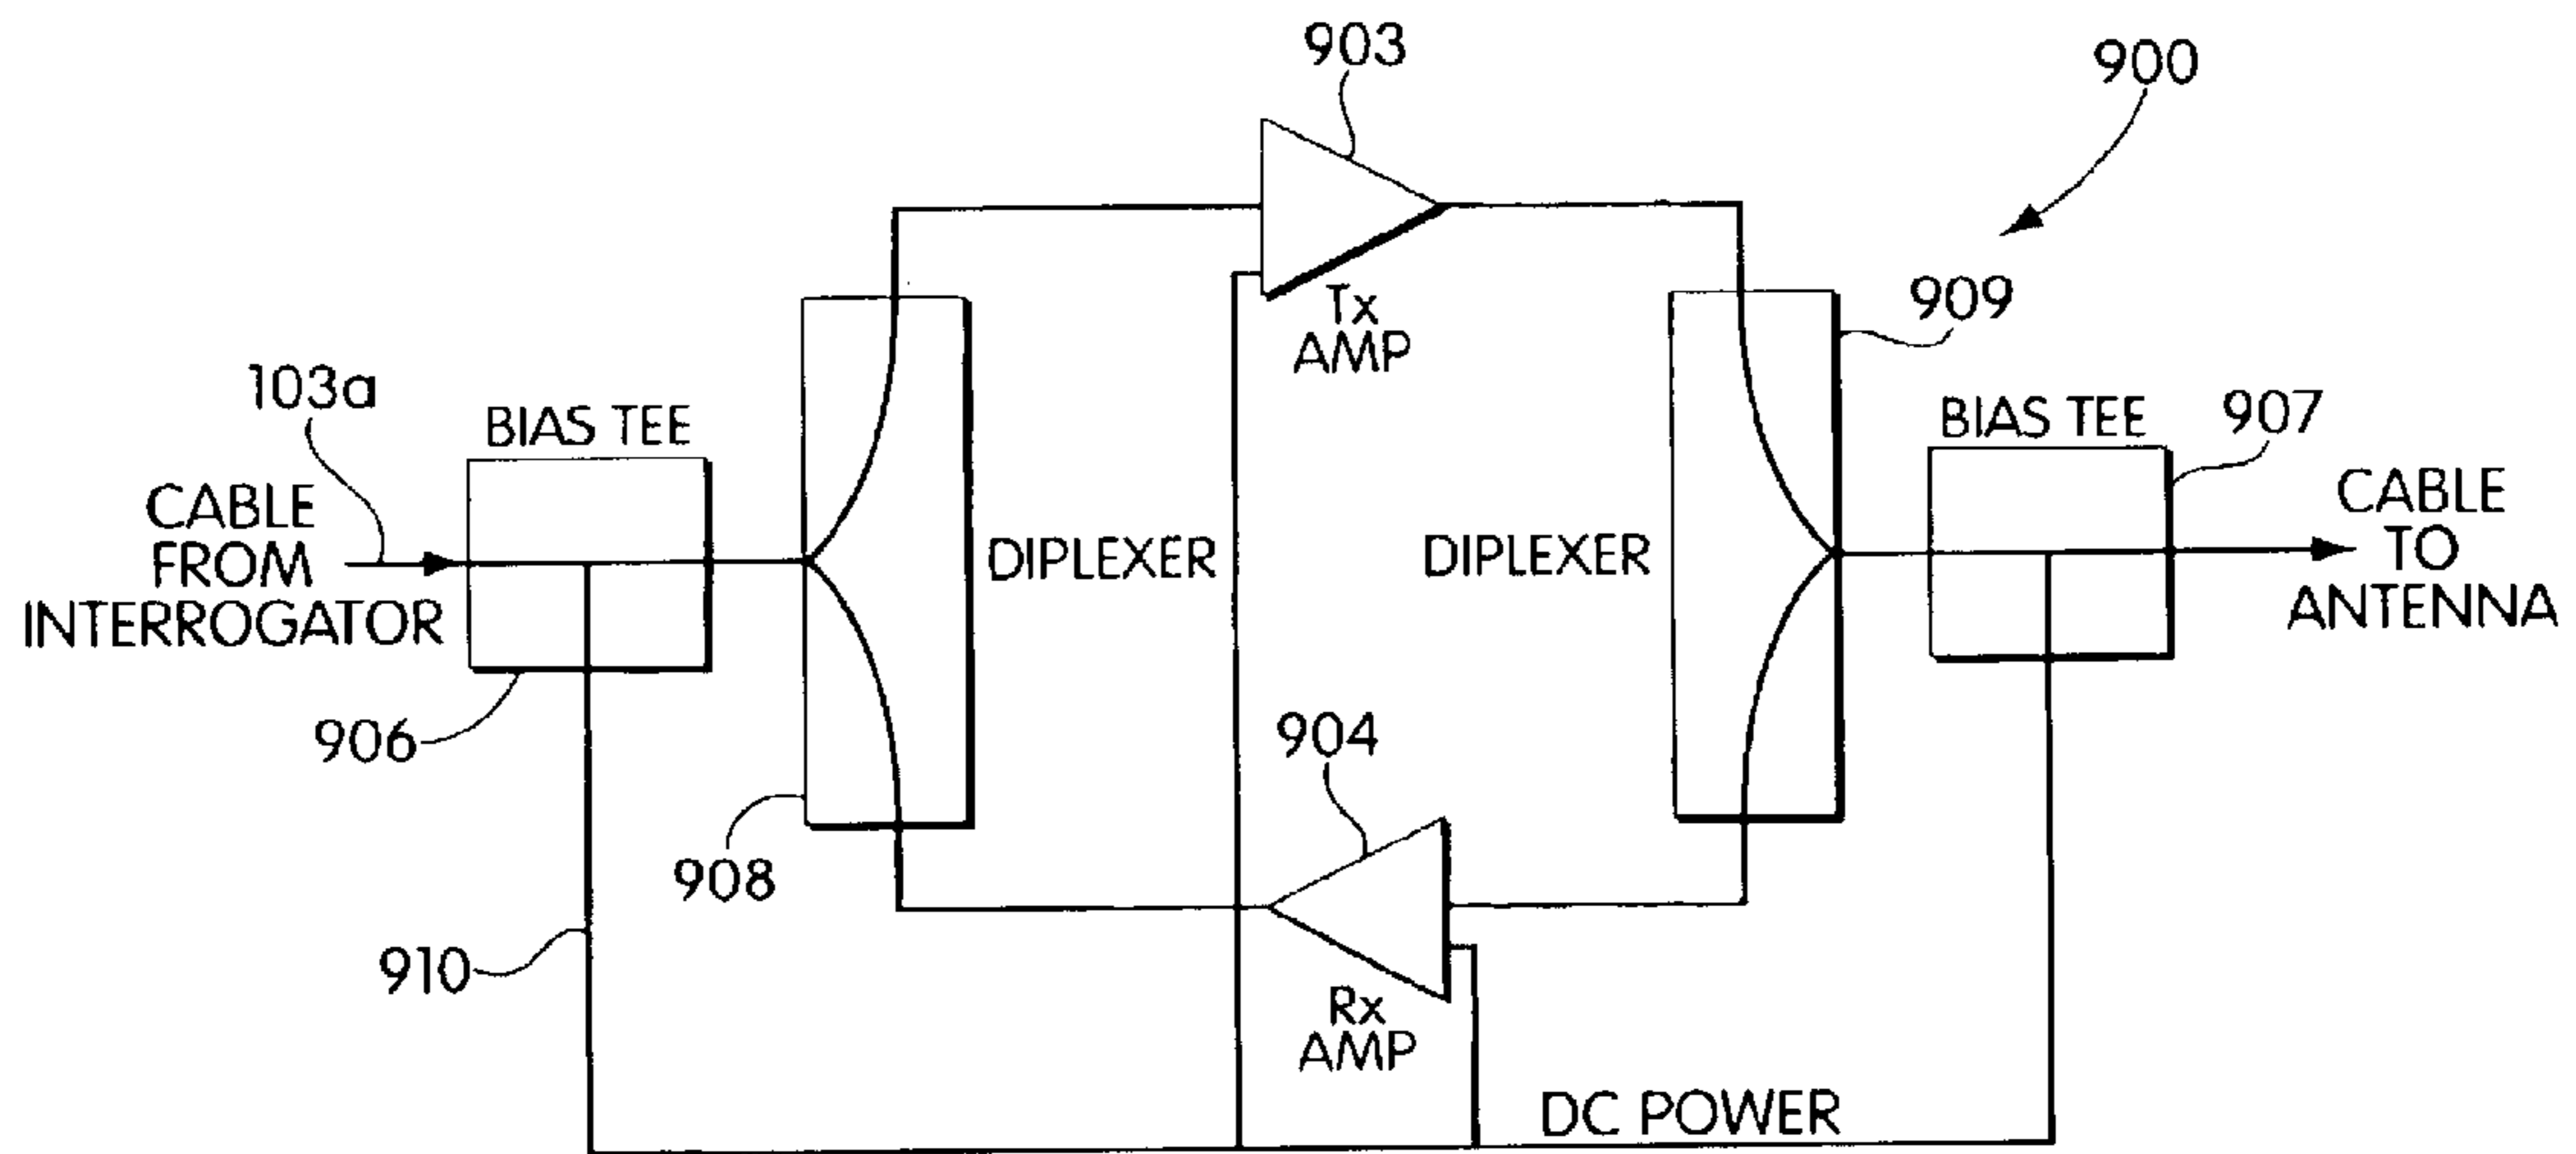 903
900
Tx
AMP
909
103a
BIAS TEE
CABLE
FROM
INTERROGATOR
906
DIPLEXER
908
DIPLEXER
BIAS TEE
907
CABLE
TO
ANTENNA
904
Rx
AMP
910
DC POWER